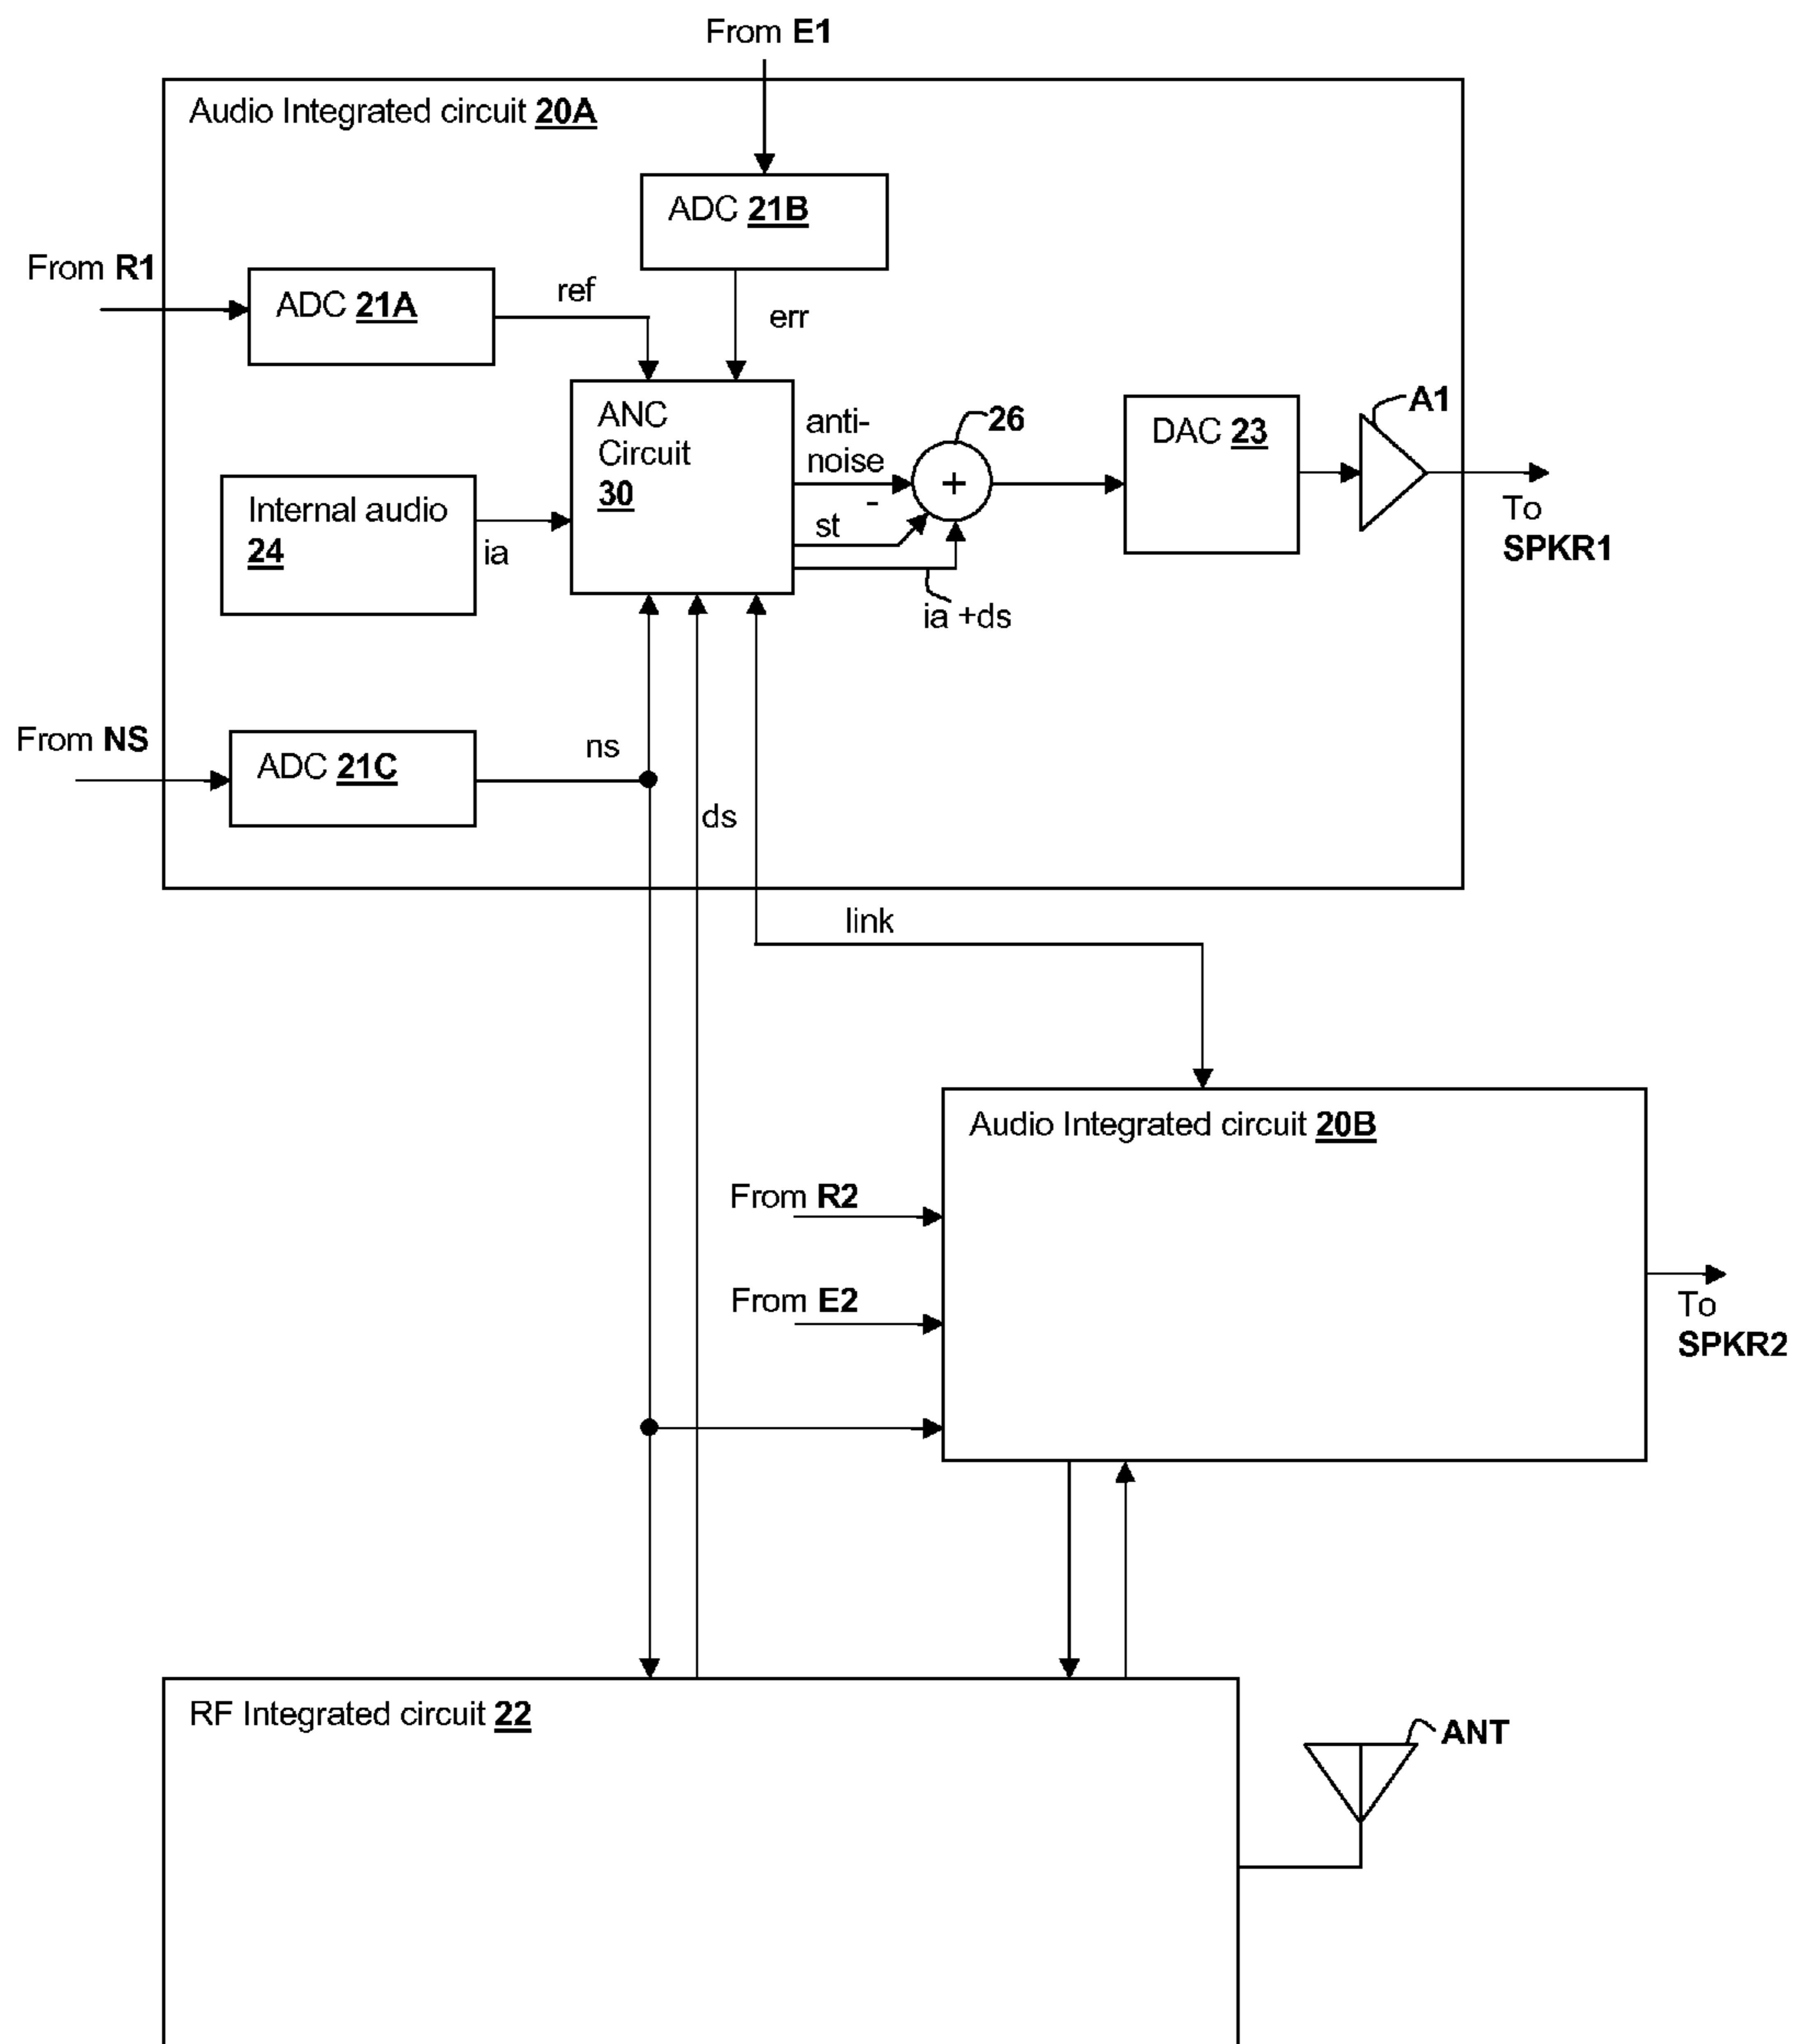 From E1
Audio Integrated circuit 20A
ADC 21B
From R1
ADC 21A
ref
err
ANC
Circuit
30
anti-
noise
-
st
26
+
DAC 23
A1
To
SPKR1
Internal audio
24
ia
ia +ds
From NS
ADC 21C
ns
ds
link
Audio Integrated circuit 20B
From R2
From E2
To
SPKR2
RF Integrated circuit 22
ANT